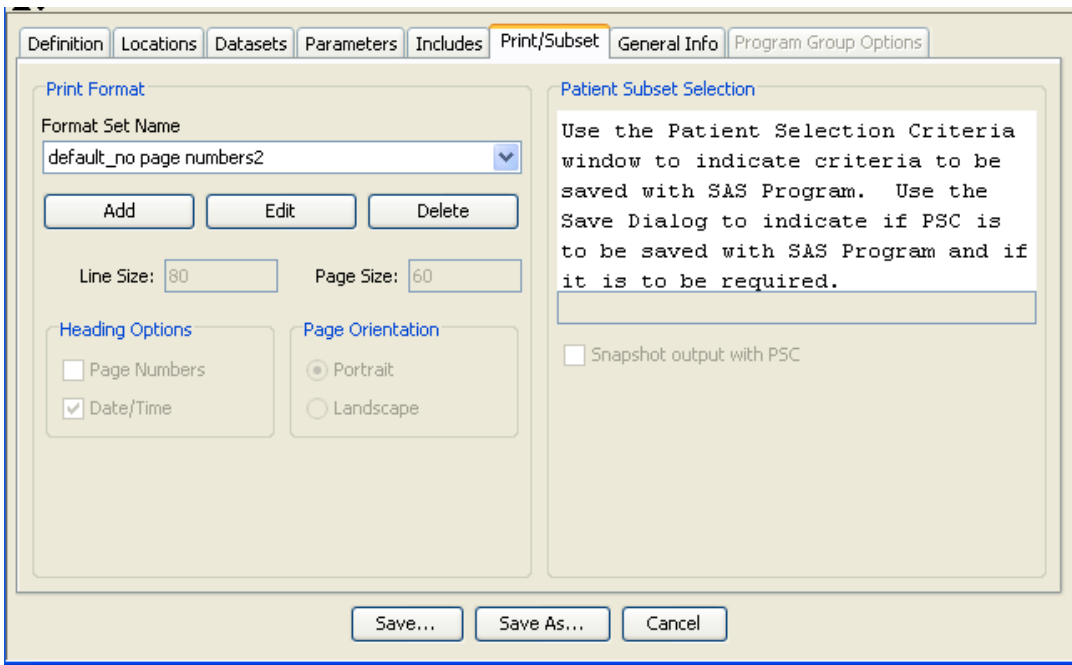 Definition Locations Datasets Parameters Includes Print/Subset General Info Program Group Options
Print Format
Format Set Name
default_no page numbers2
Add Edit Delete
Line Size: 80 Page Size: 60
Heading Options
Page Numbers
Date/Time
Page Orientation
Portrait
Landscape
Patient Subset Selection
Use the Patient Selection Criteria
window to indicate criteria to be
saved with SAS Program.  Use the
Save Dialog to indicate if PSC is
to be saved with SAS Program and if
it is to be required.
Snapshot output with PSC
Save... Save As... Cancel